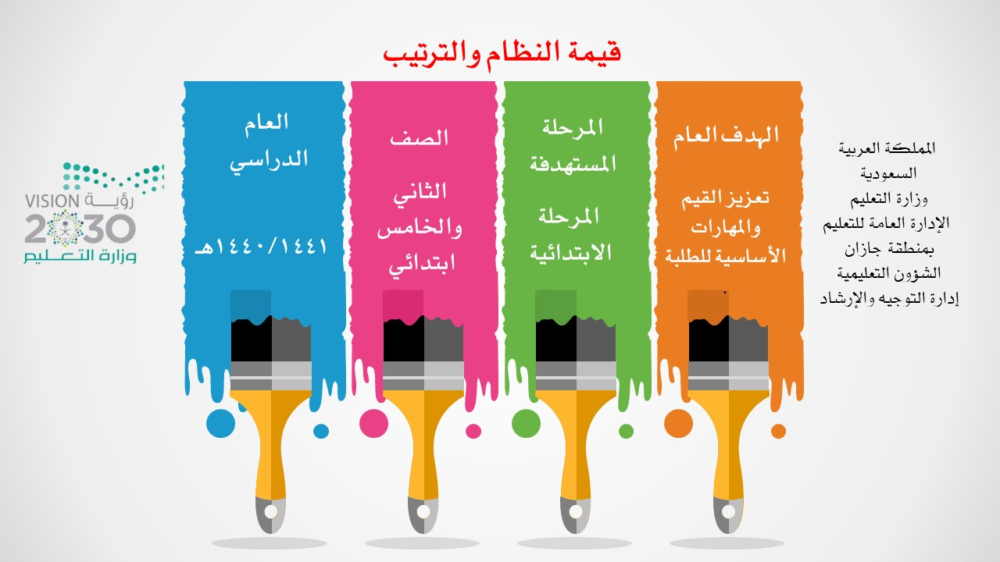 قيمة النظام والترتيب
المملكة العربية
السعودية
وزارة التعليم
الإدارة العامة للتعليم
بمنطقة جازان
الشؤون التعليمية
إدارة التوجيه والإرشاد
الهدف العام
تعزيز القيم
والمهارات
الأساسية للطلبة
المرحلة
المستهدفة
المرحلة
الابتدائية
الصف
الثاني
والخامس
ابتدائي
العام
الدراسي
١٤٤٠/١٤٤١هـ
رؤيـــة VISION
2030
وزارة التعـليم